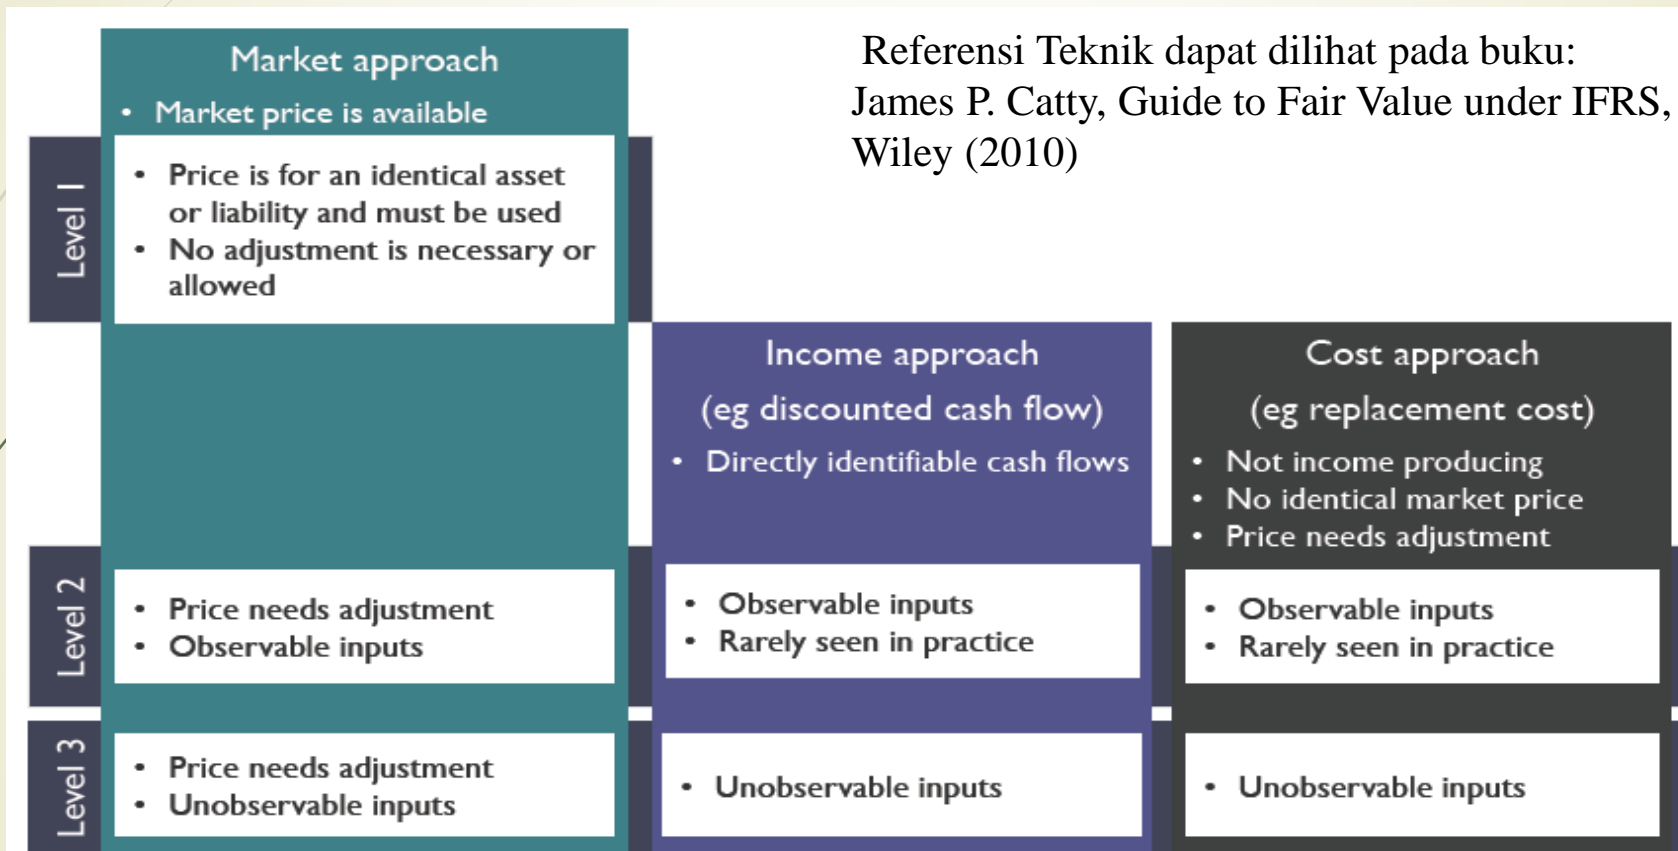 Market approach
• Market price is available
Referensi Teknik dapat dilihat pada buku:
James P. Catty, Guide to Fair Value under IFRS,
Wiley (2010)
Level 1
• Price is for an identical asset
or liability and must be used
• No adjustment is necessary or
allowed
Income approach
(eg discounted cash flow)
• Directly identifiable cash flows
Cost approach
(eg replacement cost)
• Not income producing
• No identical market price
• Price needs adjustment
Level 2
• Price needs adjustment
• Observable inputs
• Observable inputs
• Rarely seen in practice
• Observable inputs
• Rarely seen in practice
Level 3
• Price needs adjustment
• Unobservable inputs
• Unobservable inputs
• Unobservable inputs